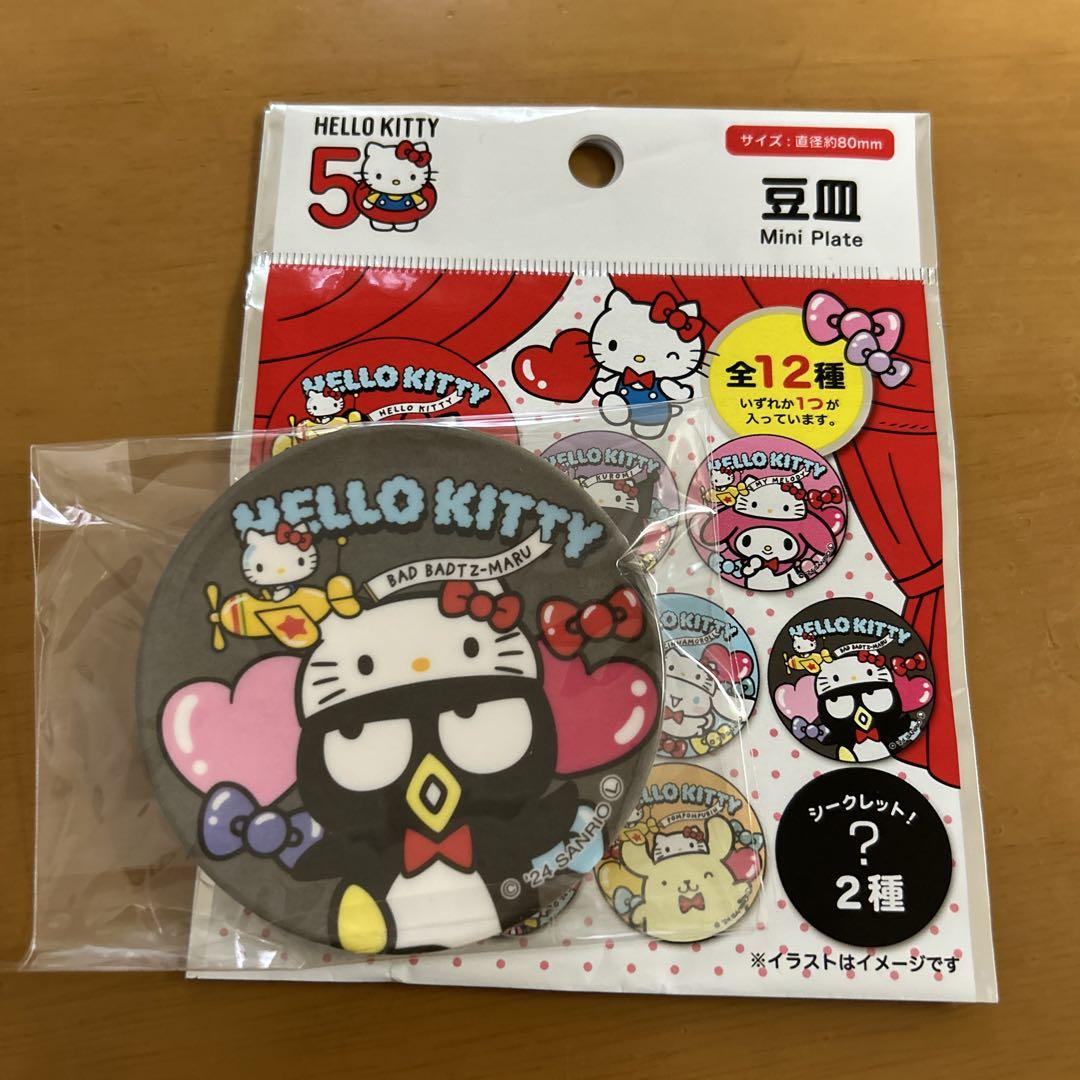 HELLO KITTY
50
サイズ：直径約80mm
豆皿
Mini Plate
全12種
いずれか1つが
入っています。
HELLO KITTY
HELLO KITTY
HELLO KITTY
KUROMI
HELLO KITTY
MY MELODY
HELLO KITTY
BAD BADTZ-MARU
© '24 SANRIO Ⓛ
HELLO KITTY
CINNAMOROLL
HELLO KITTY
BAD BADTZ-MARU
HELLO KITTY
POMPOMPURIN
シークレット！
?
2種
※イラストはイメージです